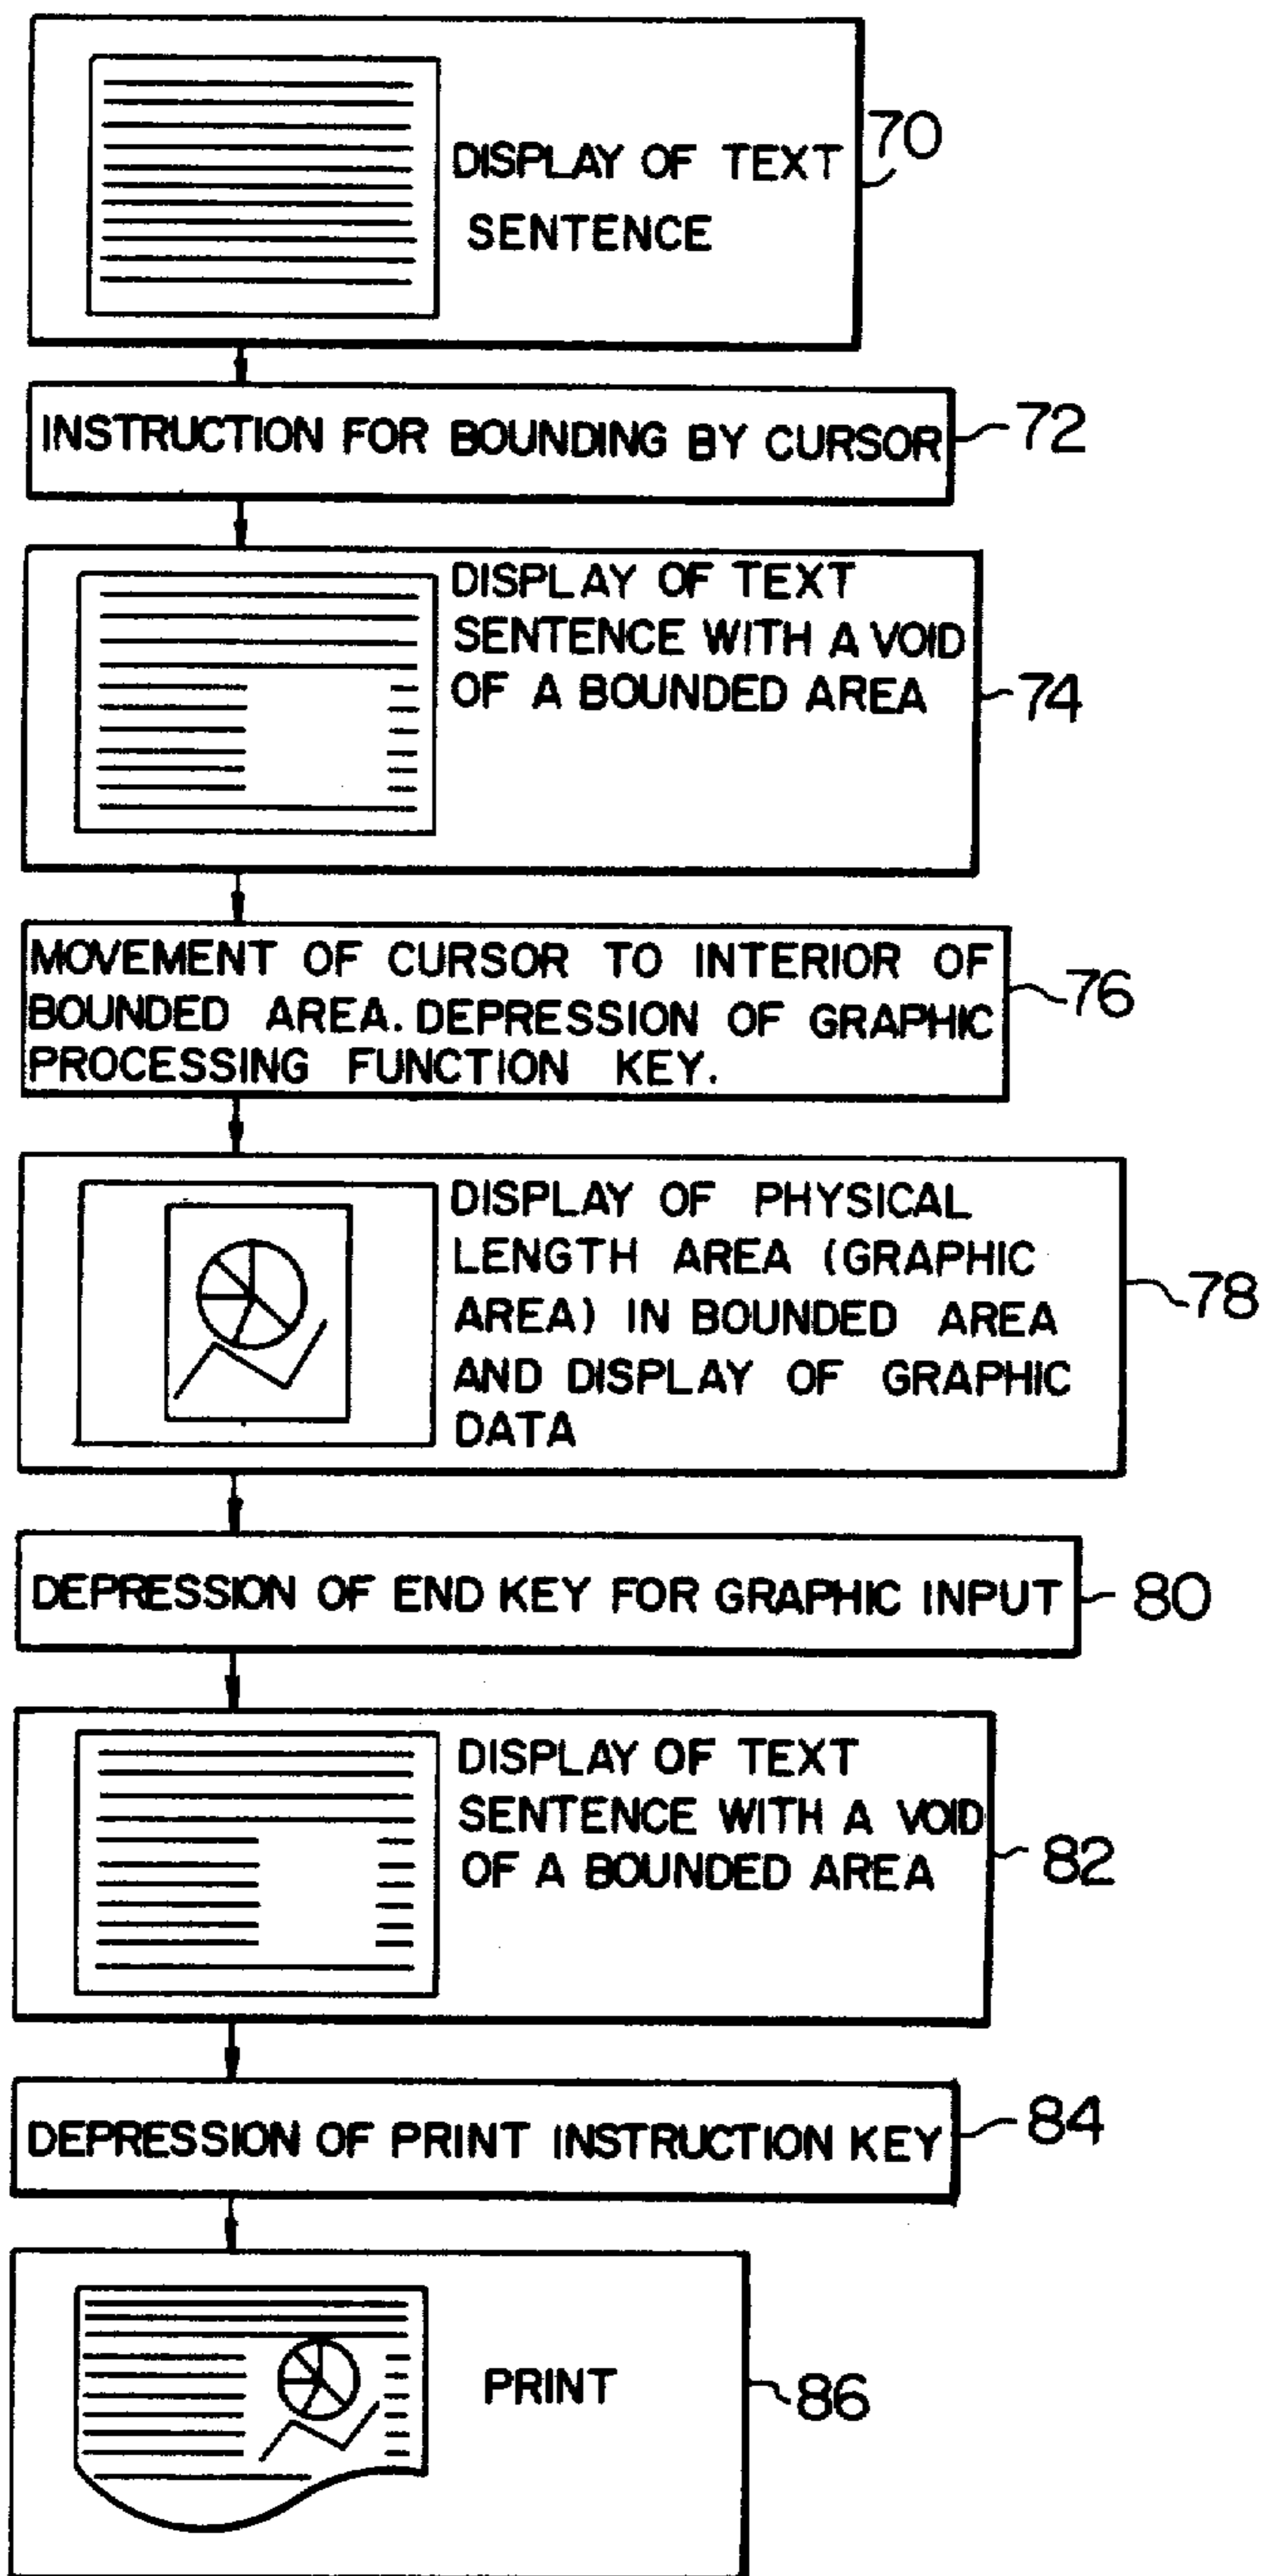 DISPLAY OF TEXT
SENTENCE
70
INSTRUCTION FOR BOUNDING BY CURSOR
72
DISPLAY OF TEXT
SENTENCE WITH A VOID
OF A BOUNDED AREA
74
MOVEMENT OF CURSOR TO INTERIOR OF
BOUNDED AREA. DEPRESSION OF GRAPHIC
PROCESSING FUNCTION KEY.
76
DISPLAY OF PHYSICAL
LENGTH AREA (GRAPHIC
AREA) IN BOUNDED AREA
AND DISPLAY OF GRAPHIC
DATA
78
DEPRESSION OF END KEY FOR GRAPHIC INPUT
80
DISPLAY OF TEXT
SENTENCE WITH A VOID
OF A BOUNDED AREA
82
DEPRESSION OF PRINT INSTRUCTION KEY
84
PRINT
86